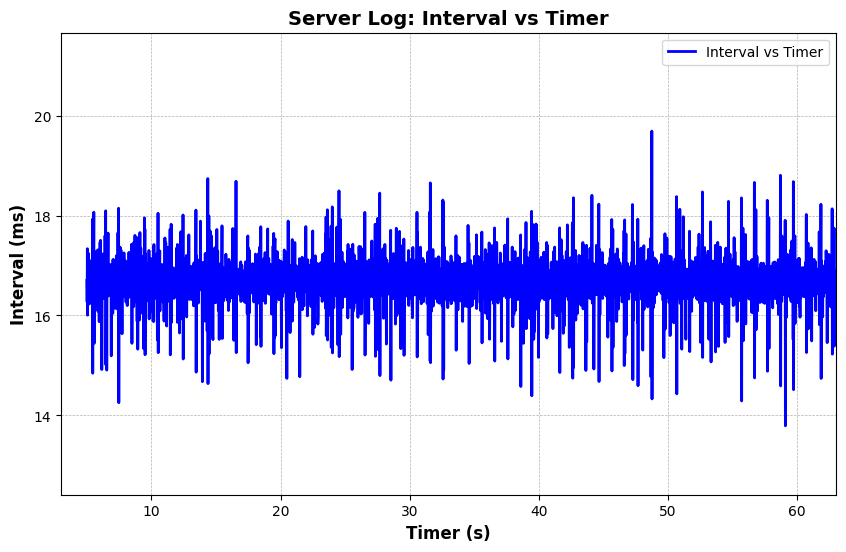 Server Log: Interval vs Timer
Interval vs Timer
20
18
16
14
Interval (ms)
10
20
30
40
50
60
Timer (s)